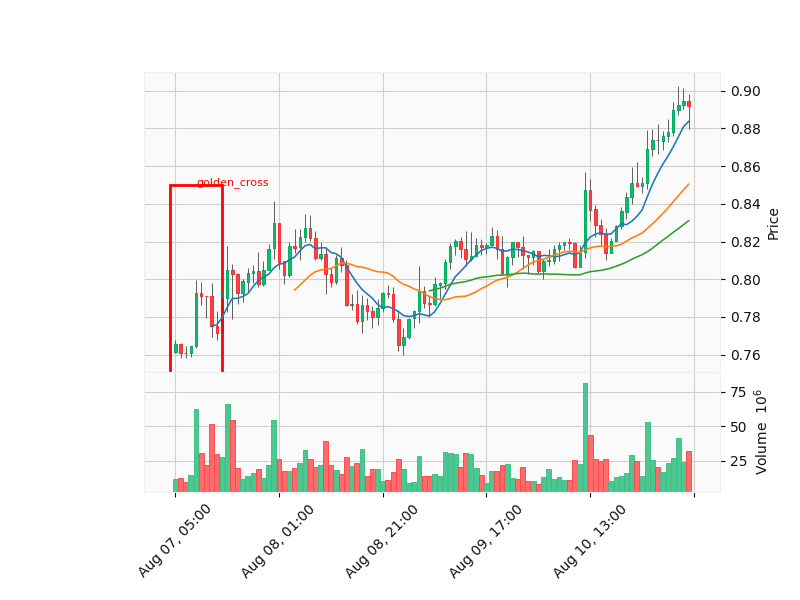 golden_cross
0.90
0.88
0.86
0.84
0.82
0.80
0.78
0.76
Price
75
50
25
Volume 10^6
Aug 07, 05:00
Aug 08, 01:00
Aug 08, 21:00
Aug 09, 17:00
Aug 10, 13:00